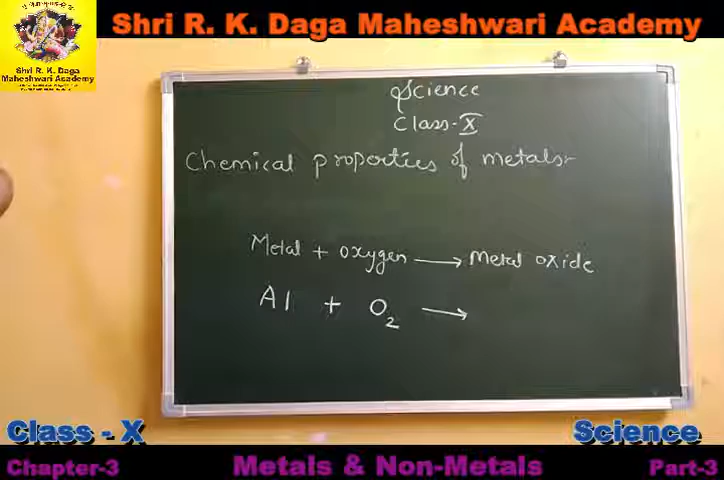 Shri R. K. Daga Maheshwari Academy
Shri R. K. Daga
Maheshwari Academy
Science
Class-X
Chemical properties of metals-
Metal + oxygen → Metal oxide
Al + O₂ →
Class - X
Science
Chapter-3
Metals & Non-Metals
Part-3